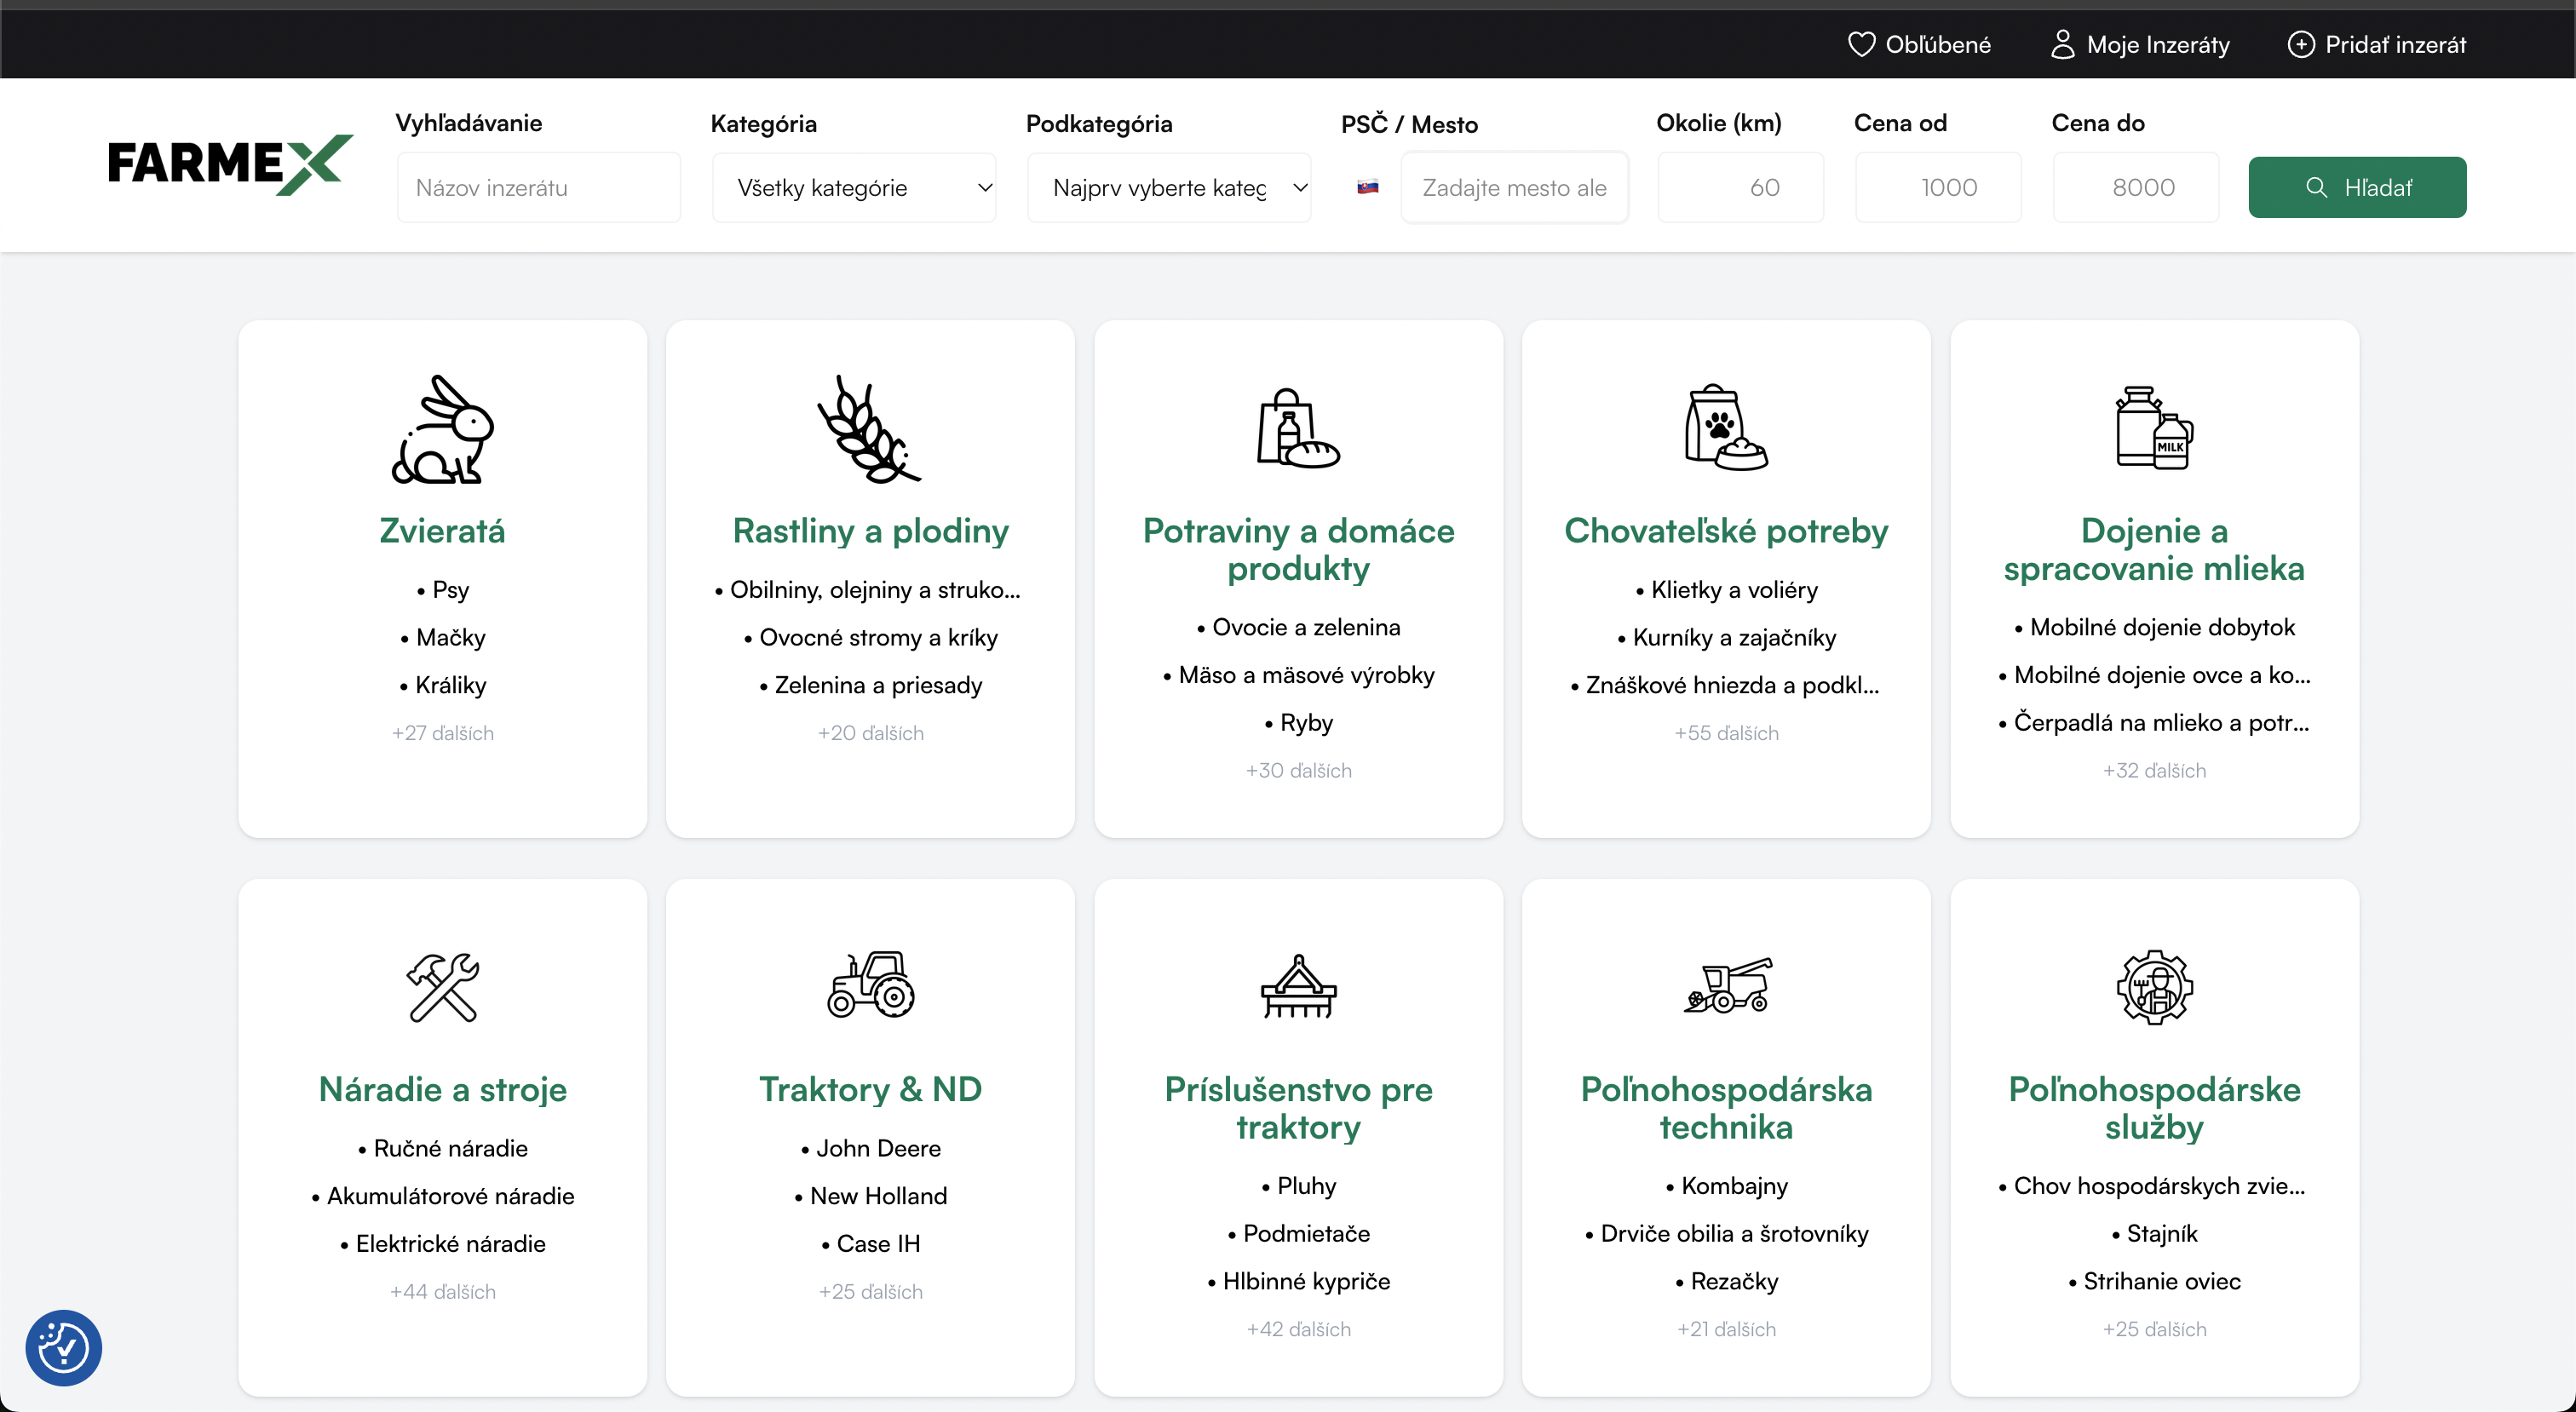 Obľúbené
Moje Inzeráty
Pridať inzerát
FARMEX
Vyhľadávanie
Kategória
Podkategória
PSČ / Mesto
Okolie (km)
Cena od
Cena do
Názov inzerátu
Všetky kategórie
Najprv vyberte kateg
Zadajte mesto ale
60
1000
8000
Hľadať
Zvieratá
• Psy
• Mačky
• Králiky
+27 ďalších
Rastliny a plodiny
• Obilniny, olejniny a struko...
• Ovocné stromy a kríky
• Zelenina a priesady
+20 ďalších
Potraviny a domáce
produkty
• Ovocie a zelenina
• Mäso a mäsové výrobky
• Ryby
+30 ďalších
Chovateľské potreby
• Klietky a voliéry
• Kurníky a zajačníky
• Znáškové hniezda a podkl...
+55 ďalších
MILK
Dojenie a
spracovanie mlieka
• Mobilné dojenie dobytok
• Mobilné dojenie ovce a ko...
• Čerpadlá na mlieko a potr...
+32 ďalších
Náradie a stroje
• Ručné náradie
• Akumulátorové náradie
• Elektrické náradie
+44 ďalších
Traktory & ND
• John Deere
• New Holland
• Case IH
+25 ďalších
Príslušenstvo pre
traktory
• Pluhy
• Podmietače
• Hlbinné kypriče
+42 ďalších
Poľnohospodárska
technika
• Kombajny
• Drviče obilia a šrotovníky
• Rezačky
+21 ďalších
Poľnohospodárske
služby
• Chov hospodárskych zvie...
• Stajník
• Strihanie oviec
+25 ďalších